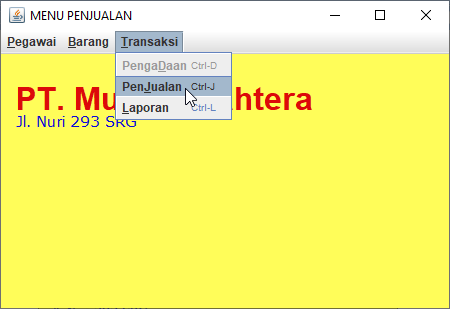 MENU PENJUALAN
Pegawai Barang Transaksi
PengaDaan Ctrl-D
PenJualan Ctrl-J
Laporan Ctrl-L
PT. Mu htera
Jl. Nuri 293 SRG